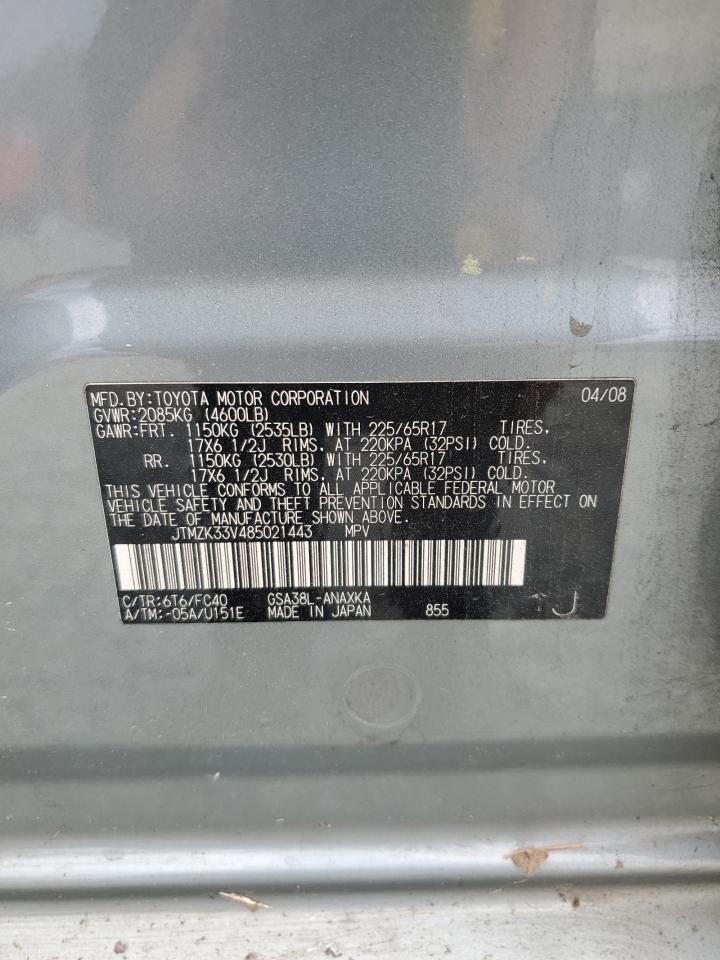 MFD.BY:TOYOTA MOTOR CORPORATION 04/08
GVWR:2085KG (4600LB)
GAWR:FRT. 1150KG (2535LB) WITH 225/65R17 TIRES,
17X6 1/2J RIMS, AT 220KPA (32PSI) COLD.
RR. 1150KG (2530LB) WITH 225/65R17 TIRES,
17X6 1/2J RIMS, AT 220KPA (32PSI) COLD.
THIS VEHICLE CONFORMS TO ALL APPLICABLE FEDERAL MOTOR
VEHICLE SAFETY AND THEFT PREVENTION STANDARDS IN EFFECT ON
THE DATE OF MANUFACTURE SHOWN ABOVE.
JTMZK33V485021443 MPV
C/TR:6T6/FC40 GSA38L-ANAXKA
A/TM:-05A/U151E MADE IN JAPAN 855 ↑J